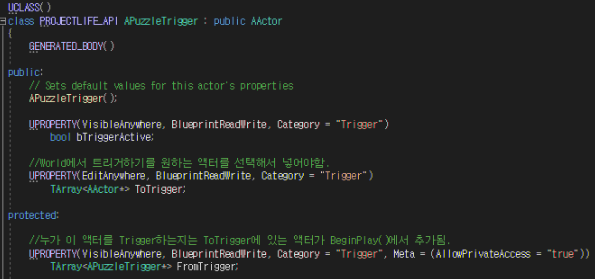 UCLASS()
class PROJECTLIFE_API APuzzleTrigger : public AActor
{
GENERATED_BODY()
public:
// Sets default values for this actor's properties
APuzzleTrigger();
UPROPERTY(VisibleAnywhere, BlueprintReadWrite, Category = "Trigger")
bool bTriggerActive;
//World에서 트리거하기를 원하는 액터를 선택해서 넣어야함.
UPROPERTY(EditAnywhere, BlueprintReadWrite, Category = "Trigger")
TArray<AActor*> ToTrigger;
protected:
//누가 이 액터를 Trigger하는지는 ToTrigger에 있는 액터가 BeginPlay()에서 추가됨.
UPROPERTY(VisibleAnywhere, BlueprintReadWrite, Category = "Trigger", Meta = (AllowPrivateAccess = "true"))
TArray<APuzzleTrigger*> FromTrigger;